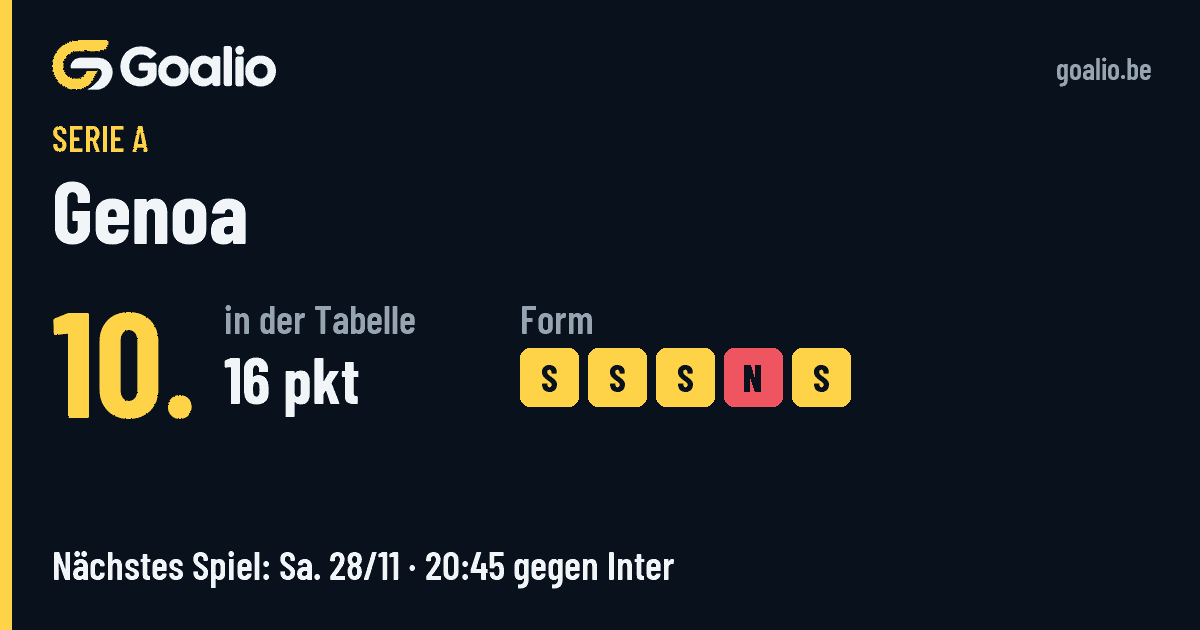 Goalio
goalio.be
SERIE A
Genoa
10.
in der Tabelle
16 pkt
Form
S S S N S
Nächstes Spiel: Sa. 28/11 · 20:45 gegen Inter